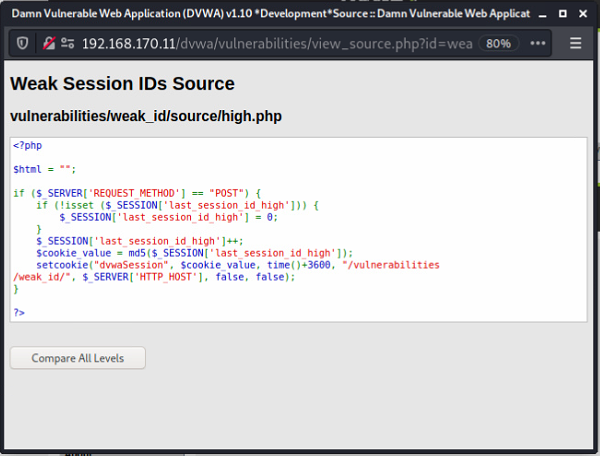 Damn Vulnerable Web Application (DVWA) v1.10 *Development*Source :: Damn Vulnerable Web Applicat
192.168.170.11/dvwa/vulnerabilities/view_source.php?id=wea 80%
Weak Session IDs Source
vulnerabilities/weak_id/source/high.php
<?php
$html = "";
if ($_SERVER['REQUEST_METHOD'] == "POST") {
    if (!isset ($_SESSION['last_session_id_high'])) {
        $_SESSION['last_session_id_high'] = 0;
    }
    $_SESSION['last_session_id_high']++;
    $cookie_value = md5($_SESSION['last_session_id_high']);
    setcookie("dvwaSession", $cookie_value, time()+3600, "/vulnerabilities
/weak_id/", $_SERVER['HTTP_HOST'], false, false);
}
?>
Compare All Levels